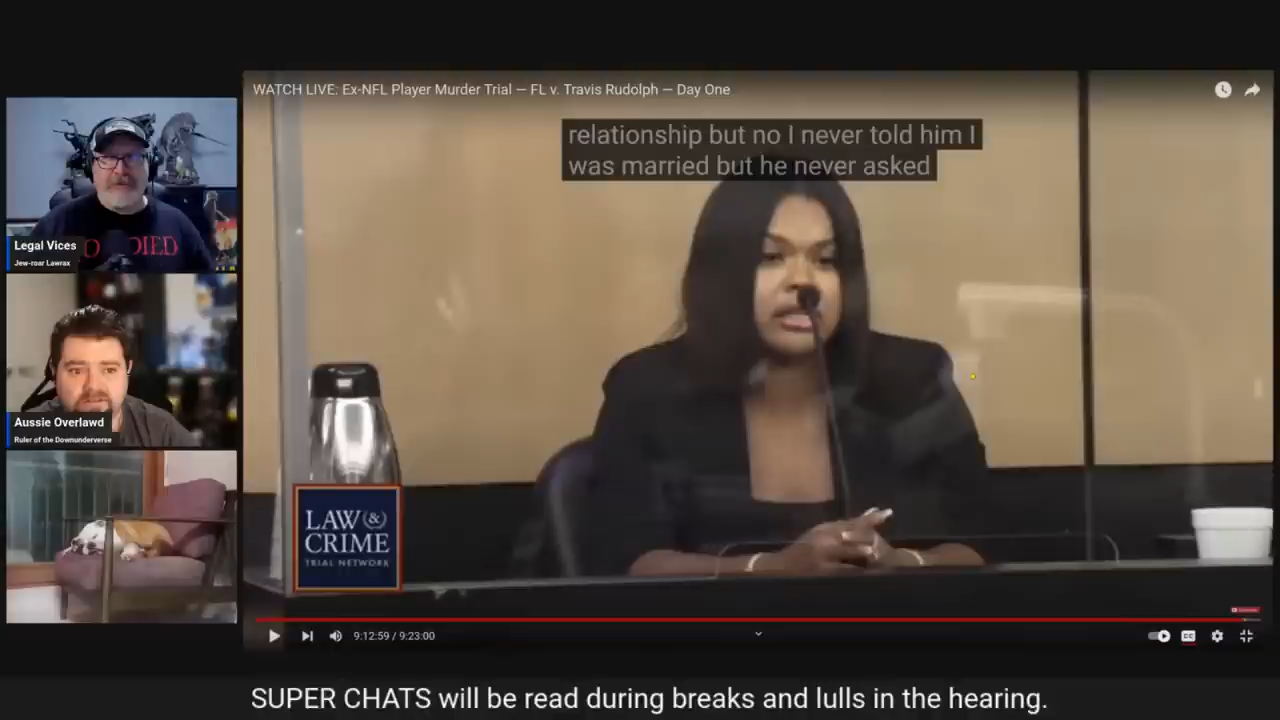 WATCH LIVE: Ex-NFL Player Murder Trial — FL v. Travis Rudolph — Day One
relationship but no I never told him I
was married but he never asked
DIED
Legal Vices
Jew-roar Lawrax
Aussie Overlawd
Ruler of the Downunderverse
LAW &
CRIME
TRIAL NETWORK
9:12:59 / 9:23:00
CC
SUPER CHATS will be read during breaks and lulls in the hearing.